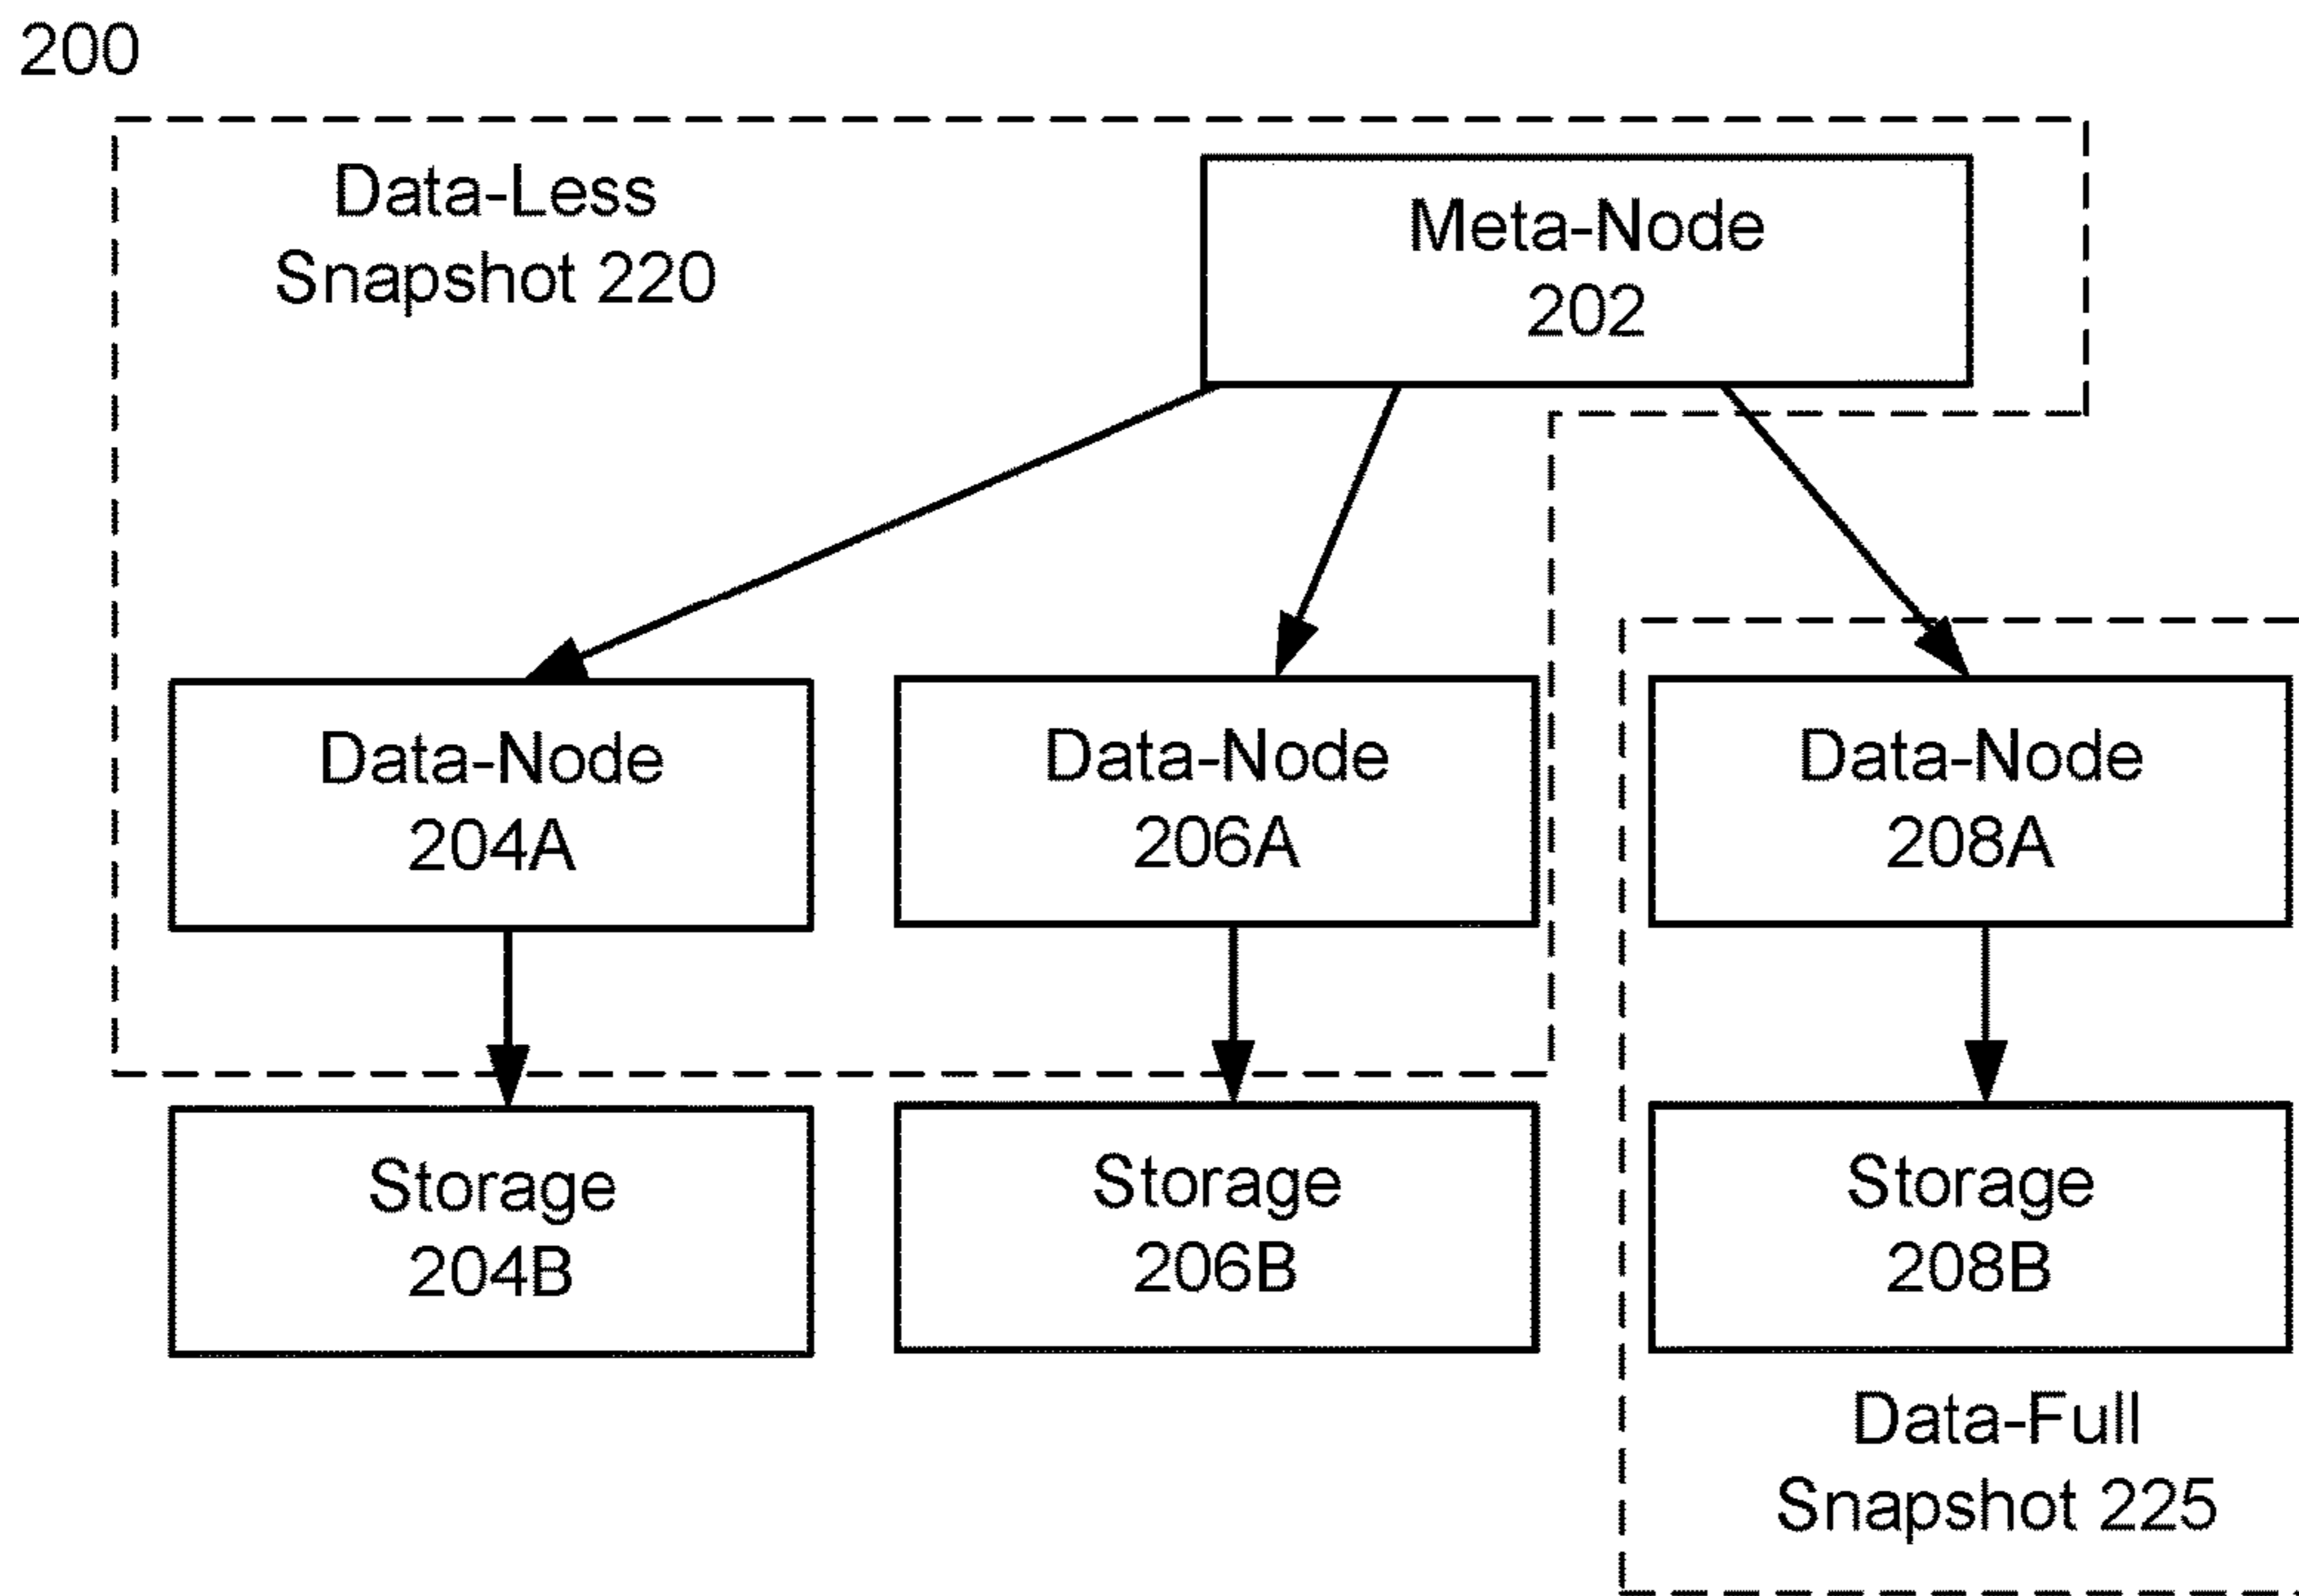 200
Data-Less
Snapshot 220
Meta-Node
202
Data-Node
204A
Data-Node
206A
Data-Node
208A
Storage
204B
Storage
206B
Storage
208B
Data-Full
Snapshot 225